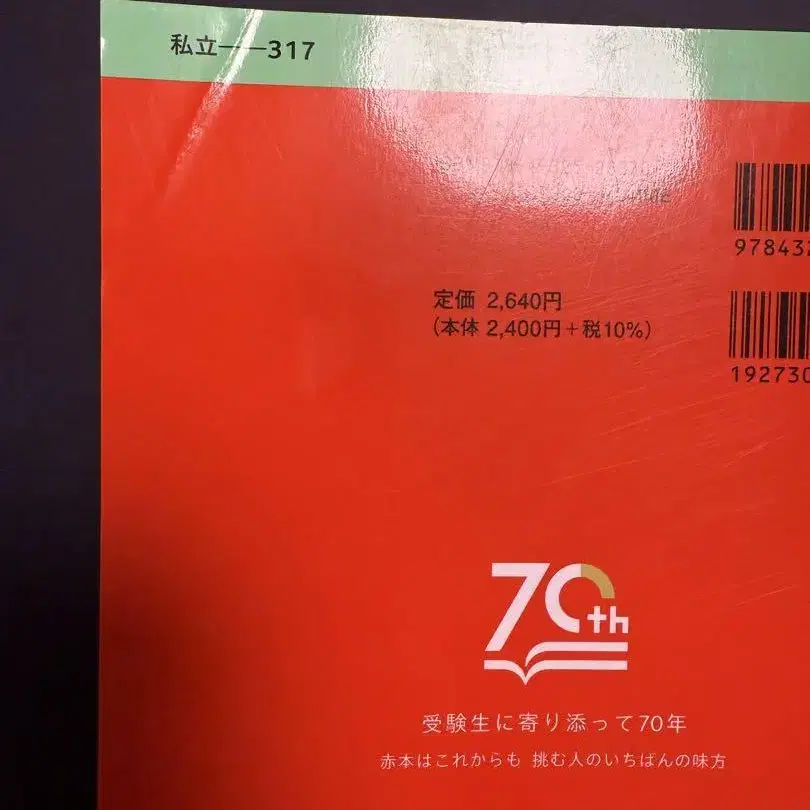 私立――317
978432
定価 2,640円
(本体 2,400円+税10%)
192730
70th
受験生に寄り添って70年
赤本はこれからも 挑む人のいちばんの味方